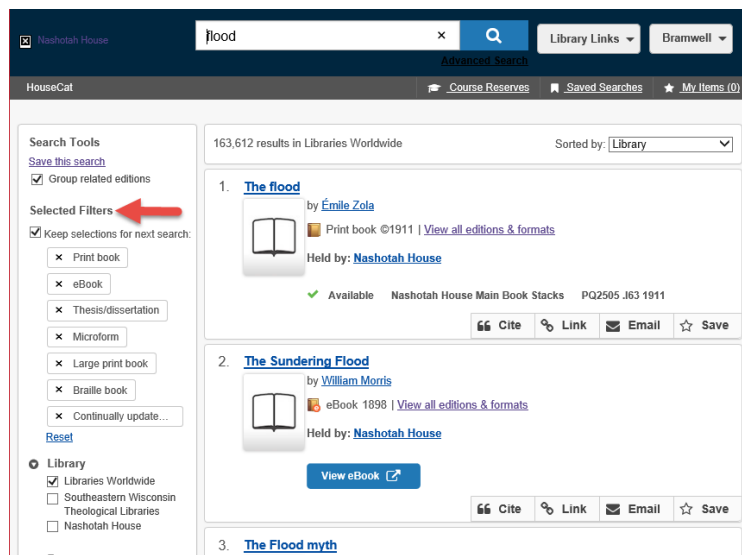 Nashotah House
flood
×
Library Links
Bramwell
Advanced Search
HouseCat
Course Reserves
Saved Searches
My Items (0)
Search Tools
Save this search
Group related editions
Selected Filters
Keep selections for next search:
× Print book
× eBook
× Thesis/dissertation
× Microform
× Large print book
× Braille book
× Continually update…
Reset
Library
Libraries Worldwide
Southeastern Wisconsin
Theological Libraries
Nashotah House
163,612 results in Libraries Worldwide
Sorted by: Library
1. The flood
by Émile Zola
Print book ©1911 | View all editions & formats
Held by: Nashotah House
Available Nashotah House Main Book Stacks PQ2505 .I63 1911
Cite Link Email Save
2. The Sundering Flood
by William Morris
eBook 1898 | View all editions & formats
Held by: Nashotah House
View eBook
Cite Link Email Save
3. The Flood myth